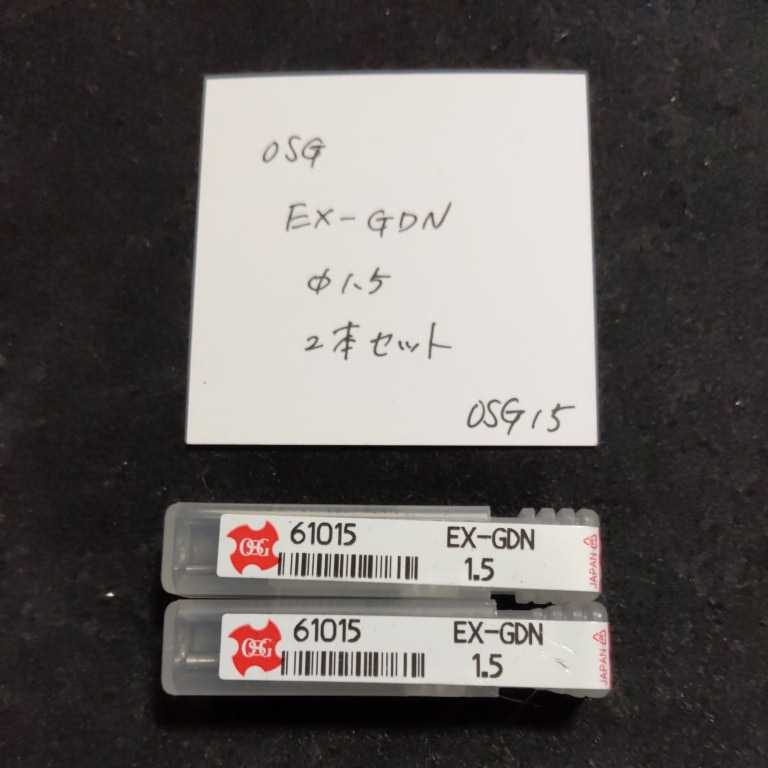 OSG
EX-GDN
φ1.5
2本セット
OSG15
OSG 61015 EX-GDN
1.5
JAPAN
OSG 61015 EX-GDN
1.5
JAPAN